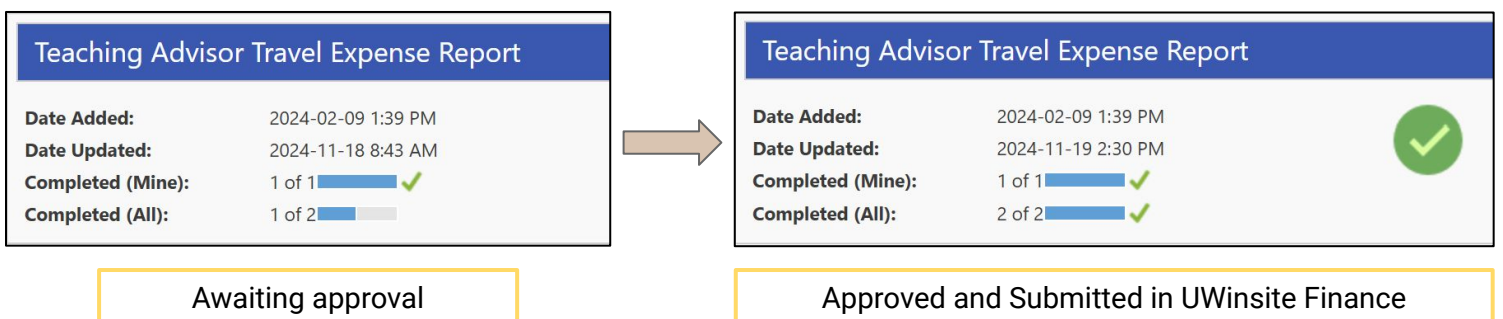 Teaching Advisor Travel Expense Report
Date Added: 2024-02-09 1:39 PM
Date Updated: 2024-11-18 8:43 AM
Completed (Mine): 1 of 1
Completed (All): 1 of 2
Awaiting approval
Teaching Advisor Travel Expense Report
Date Added: 2024-02-09 1:39 PM
Date Updated: 2024-11-19 2:30 PM
Completed (Mine): 1 of 1
Completed (All): 2 of 2
Approved and Submitted in UWinsite Finance